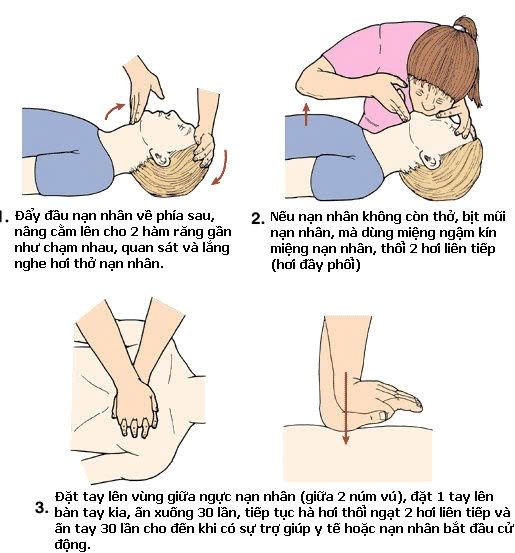 1. Đẩy đầu nạn nhân về phía sau,
nâng cằm lên cho 2 hàm răng gần
như chạm nhau, quan sát và lắng
nghe hơi thở nạn nhân.
2. Nếu nạn nhân không còn thở, bịt mũi
nạn nhân, mà dùng miệng ngậm kín
miệng nạn nhân, thổi 2 hơi liên tiếp
(hơi đầy phổi)
3. Đặt tay lên vùng giữa ngực nạn nhân (giữa 2 núm vú), đặt 1 tay lên
bàn tay kia, ấn xuống 30 lần, tiếp tục hà hơi thổi ngạt 2 hơi liên tiếp và
ấn tay 30 lần cho đến khi có sự trợ giúp y tế hoặc nạn nhân bắt đầu cử
động.